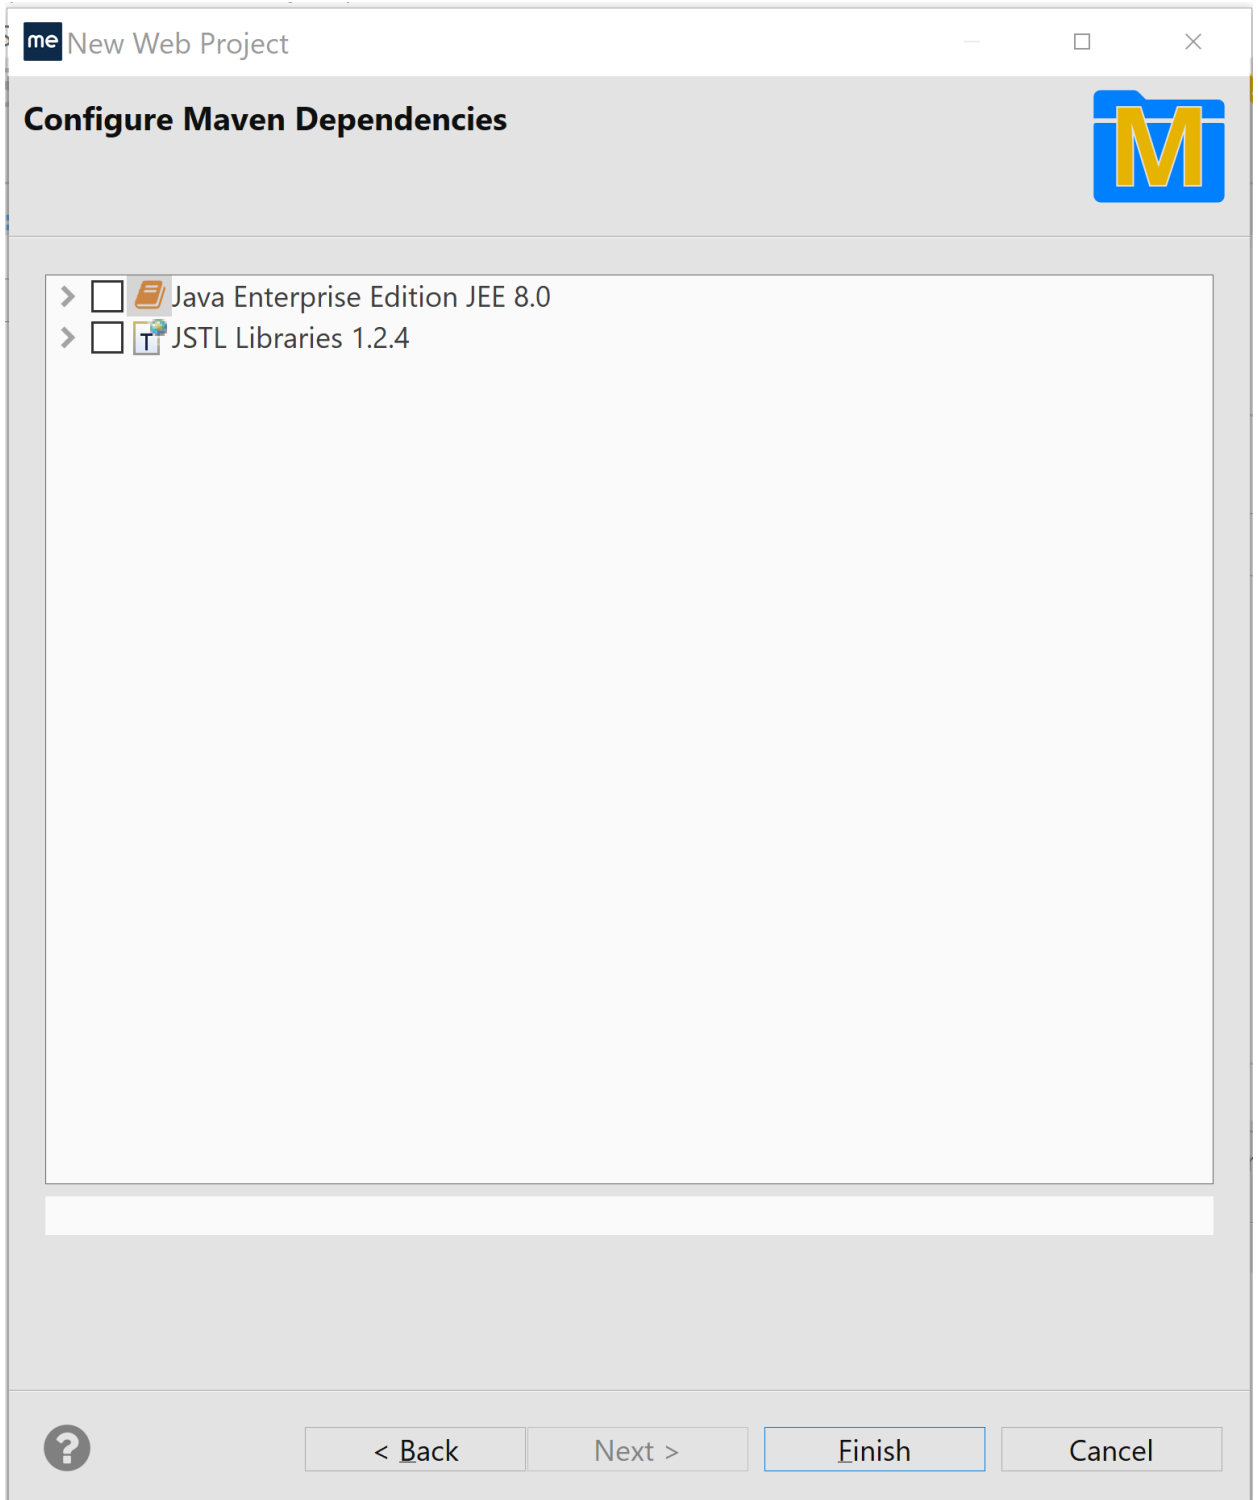 me New Web Project
Configure Maven Dependencies
M
Java Enterprise Edition JEE 8.0
T JSTL Libraries 1.2.4
? < Back Next > Finish Cancel